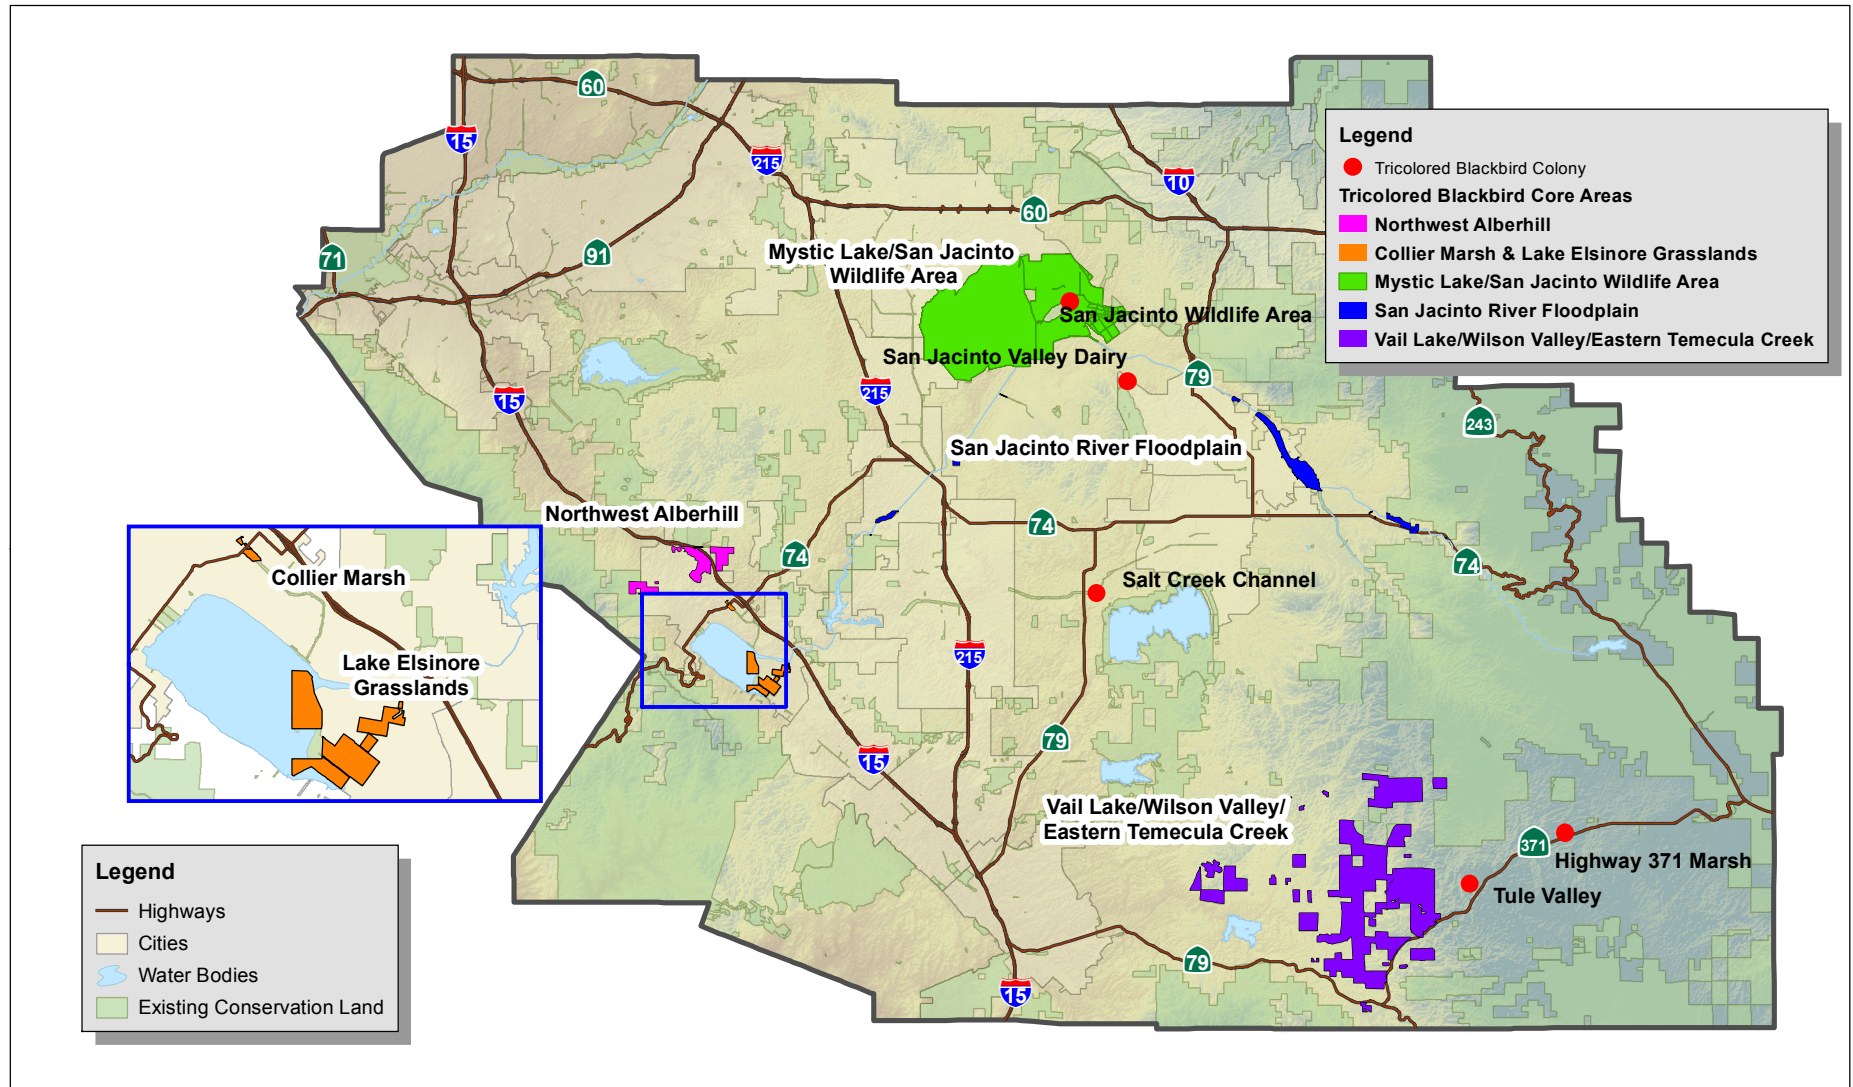 60
15
215
10
Legend
Tricolored Blackbird Colony
Tricolored Blackbird Core Areas
Northwest Alberhill
Collier Marsh & Lake Elsinore Grasslands
Mystic Lake/San Jacinto Wildlife Area
San Jacinto River Floodplain
Vail Lake/Wilson Valley/Eastern Temecula Creek
60
71
91
Mystic Lake/San Jacinto
Wildlife Area
San Jacinto Wildlife Area
San Jacinto Valley Dairy
79
215
15
243
San Jacinto River Floodplain
Northwest Alberhill
74
74
74
Collier Marsh
Salt Creek Channel
Lake Elsinore
Grasslands
215
79
15
Vail Lake/Wilson Valley/
Eastern Temecula Creek
371
Highway 371 Marsh
Tule Valley
79
15
Legend
Highways
Cities
Water Bodies
Existing Conservation Land